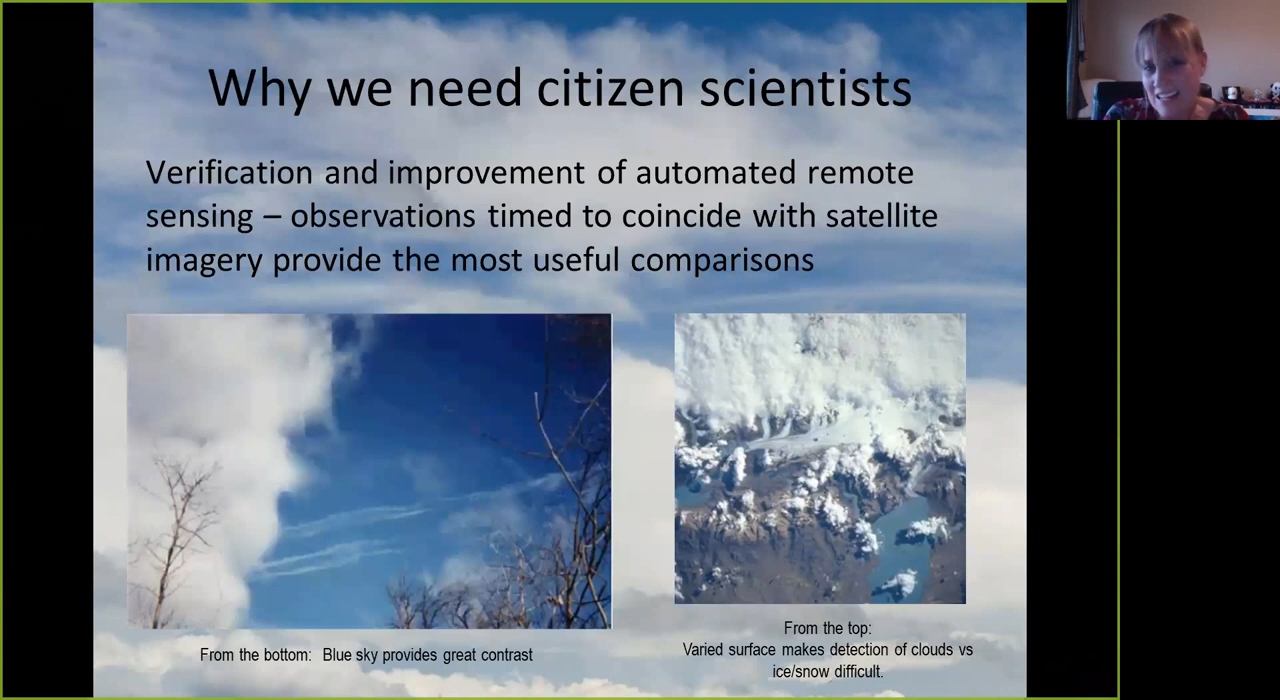 Why we need citizen scientists
Verification and improvement of automated remote
sensing – observations timed to coincide with satellite
imagery provide the most useful comparisons
From the bottom: Blue sky provides great contrast
From the top:
Varied surface makes detection of clouds vs
ice/snow difficult.